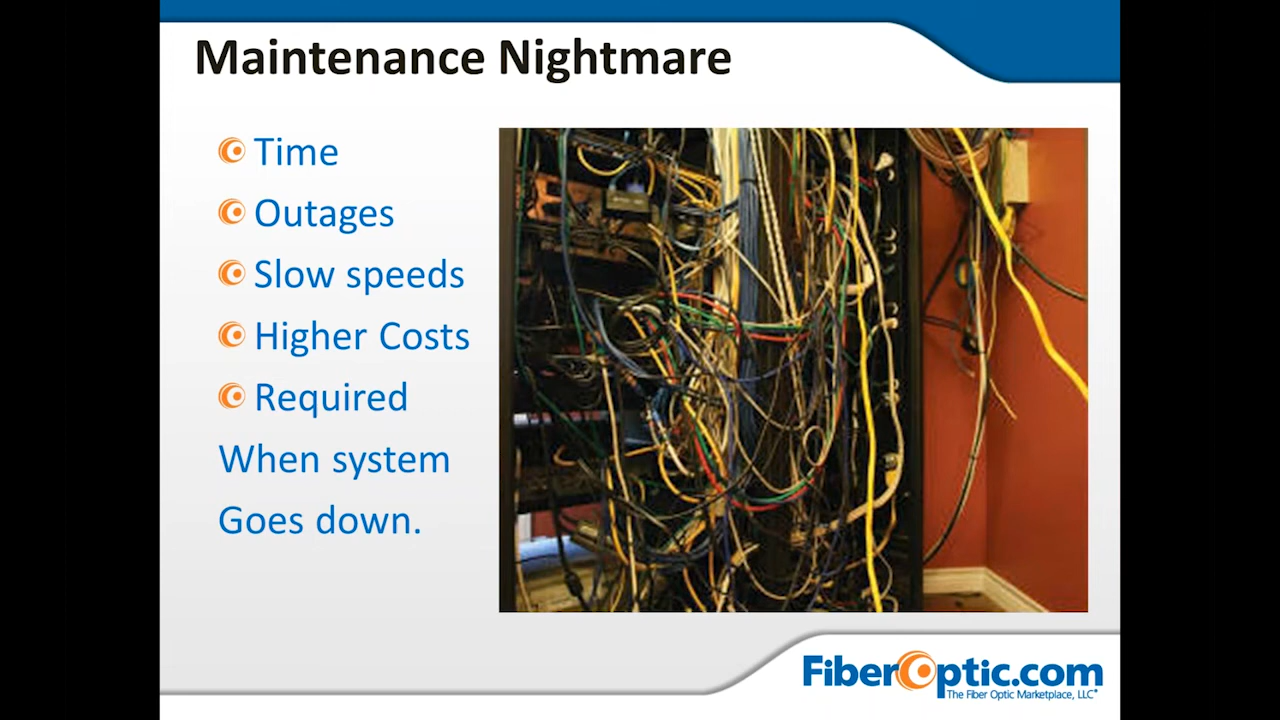 Maintenance Nightmare
Time
Outages
Slow speeds
Higher Costs
Required
When system
Goes down.
FiberOptic.com
The Fiber Optic Marketplace, LLC®